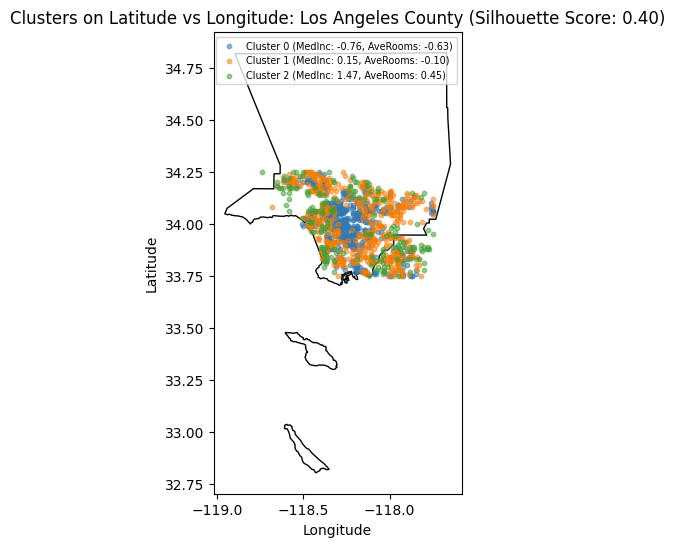 Clusters on Latitude vs Longitude: Los Angeles County (Silhouette Score: 0.40)
Cluster 0 (MedInc: -0.76, AveRooms: -0.63)
Cluster 1 (MedInc: 0.15, AveRooms: -0.10)
Cluster 2 (MedInc: 1.47, AveRooms: 0.45)
34.75
34.50
34.25
34.00
33.75
33.50
33.25
33.00
32.75
Latitude
−119.0
−118.5
−118.0
Longitude